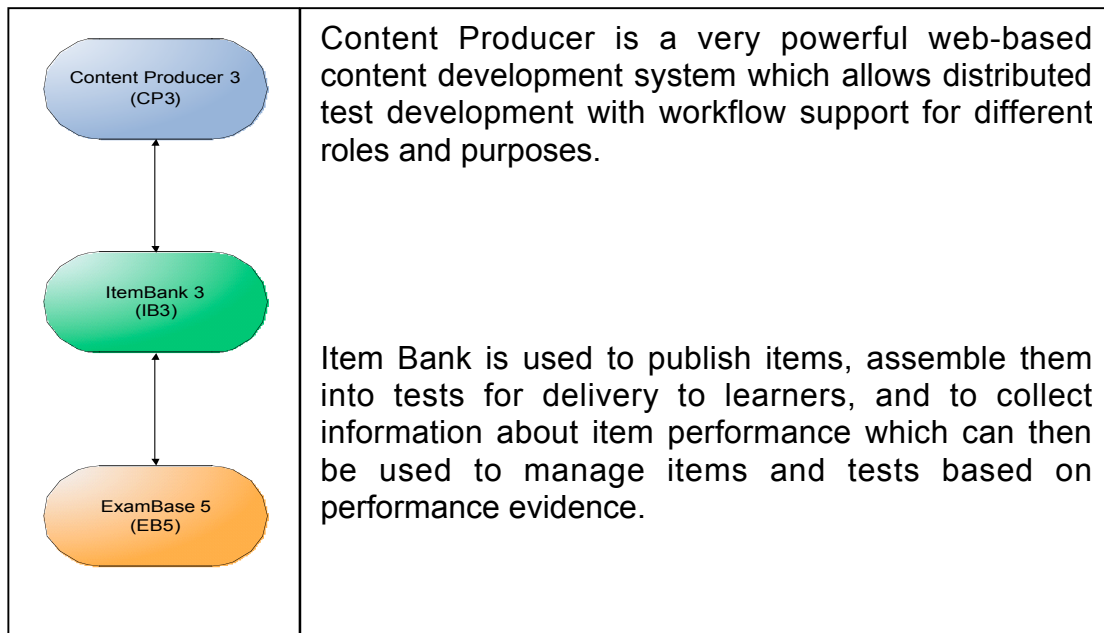 Content Producer 3
(CP3)
Content Producer is a very powerful web-based
content development system which allows distributed
test development with workflow support for different
roles and purposes.
ItemBank 3
(IB3)
Item Bank is used to publish items, assemble them
into tests for delivery to learners, and to collect
information about item performance which can then
be used to manage items and tests based on
performance evidence.
ExamBase 5
(EB5)